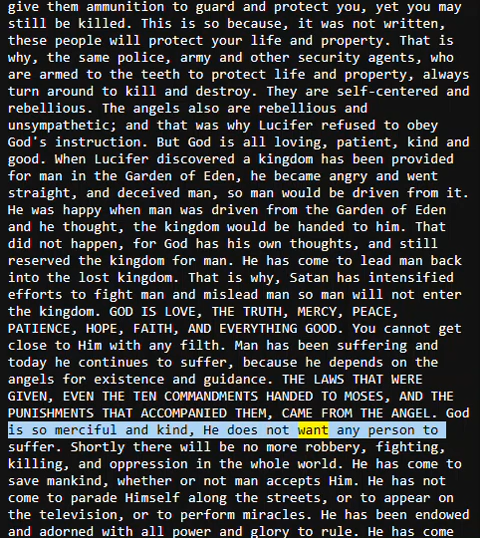 give them ammunition to guard and protect you, yet you may
still be killed. This is so because, it was not written,
these people will protect your life and property. That is
why, the same police, army and other security agents, who
are armed to the teeth to protect life and property, always
turn around to kill and destroy. They are self-centered and
rebellious. The angels also are rebellious and
unsympathetic; and that was why Lucifer refused to obey
God's instruction. But God is all loving, patient, kind and
good. When Lucifer discovered a kingdom has been provided
for man in the Garden of Eden, he became angry and went
straight, and deceived man, so man would be driven from it.
He was happy when man was driven from the Garden of Eden
and he thought, the kingdom would be handed to him. That
did not happen, for God has his own thoughts, and still
reserved the kingdom for man. He has come to lead man back
into the lost kingdom. That is why, Satan has intensified
efforts to fight man and mislead man so man will not enter
the kingdom. GOD IS LOVE, THE TRUTH, MERCY, PEACE,
PATIENCE, HOPE, FAITH, AND EVERYTHING GOOD. You cannot get
close to Him with any filth. Man has been suffering and
today he continues to suffer, because he depends on the
angels for existence and guidance. THE LAWS THAT WERE
GIVEN, EVEN THE TEN COMMANDMENTS HANDED TO MOSES, AND THE
PUNISHMENTS THAT ACCOMPANIED THEM, CAME FROM THE ANGEL. God
is so merciful and kind, He does not want any person to
suffer. Shortly there will be no more robbery, fighting,
killing, and oppression in the whole world. He has come to
save mankind, whether or not man accepts Him. He has not
come to parade Himself along the streets, or to appear on
the television, or to perform miracles. He has been endowed
and adorned with all power and glory to rule. He has come